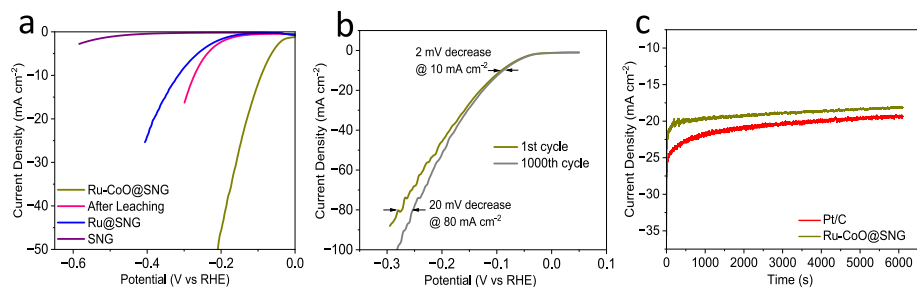 a
Current Density (mA cm⁻²)
0
−10
−20
−30
−40
−50
Ru-CoO@SNG
After Leaching
Ru@SNG
SNG
−0.6
−0.4
−0.2
0.0
Potential (V vs RHE)
b
Current Density (mA cm⁻²)
0
−20
−40
−60
−80
−100
2 mV decrease
@ 10 mA cm⁻²
1st cycle
1000th cycle
20 mV decrease
@ 80 mA cm⁻²
−0.3
−0.2
−0.1
0.0
0.1
Potential (V vs RHE)
c
Current Density (mA cm⁻²)
−10
−15
−20
−25
−30
−35
Pt/C
Ru-CoO@SNG
0
1000
2000
3000
4000
5000
6000
Time (s)